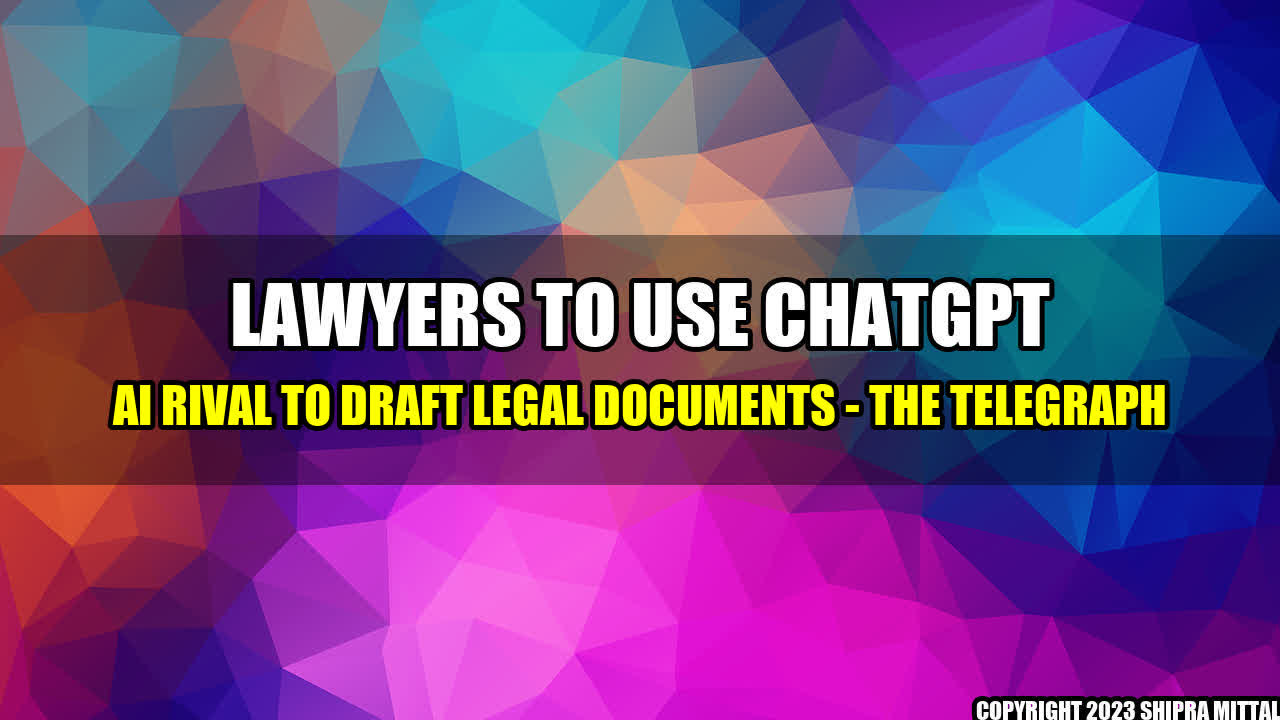 LAWYERS TO USE CHATGPT
AI RIVAL TO DRAFT LEGAL DOCUMENTS - THE TELEGRAPH
COPYRIGHT 2023 SHIPRA MITTAL